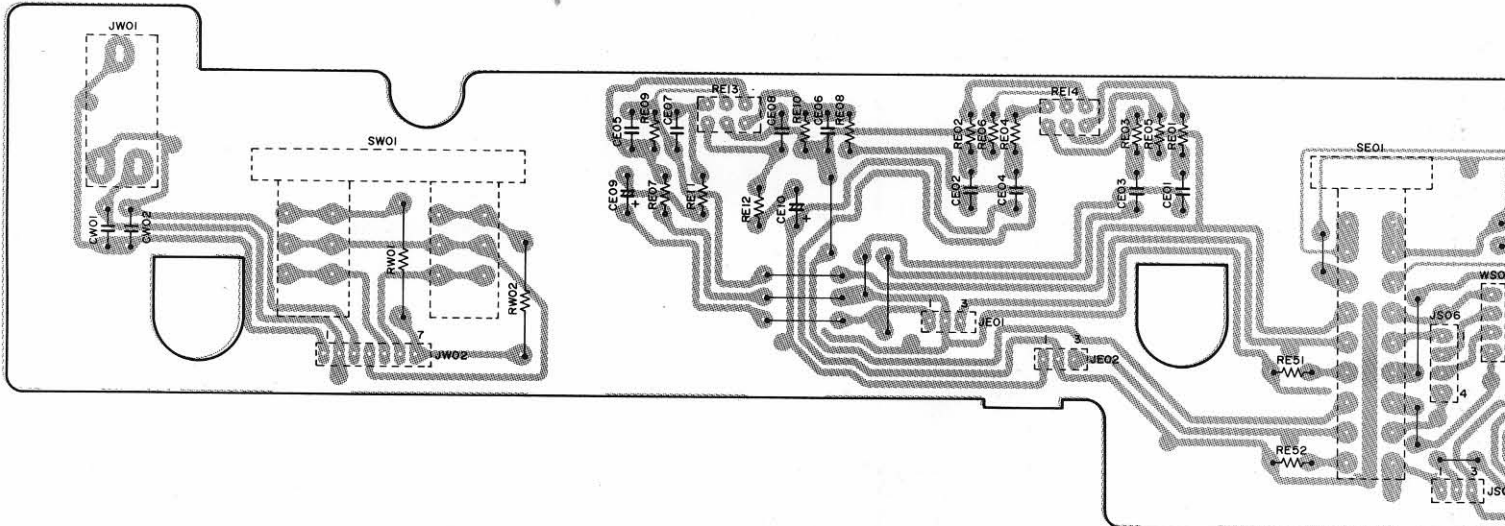 JW01
SW01
CW01
CW02
RW01
RW02
1
7
JW02
CE05
RE09
CE07
RE13
CE08
RE10
CE06
RE08
CE09
RE07
RE11
RE12
CE10
+
+
RE02
RE06
RE04
RE14
RE03
RE05
RE01
CE02
CE04
CE03
CE01
1
3
JE01
1
3
JE02
SE01
RE51
RE52
JS06
4
1
3